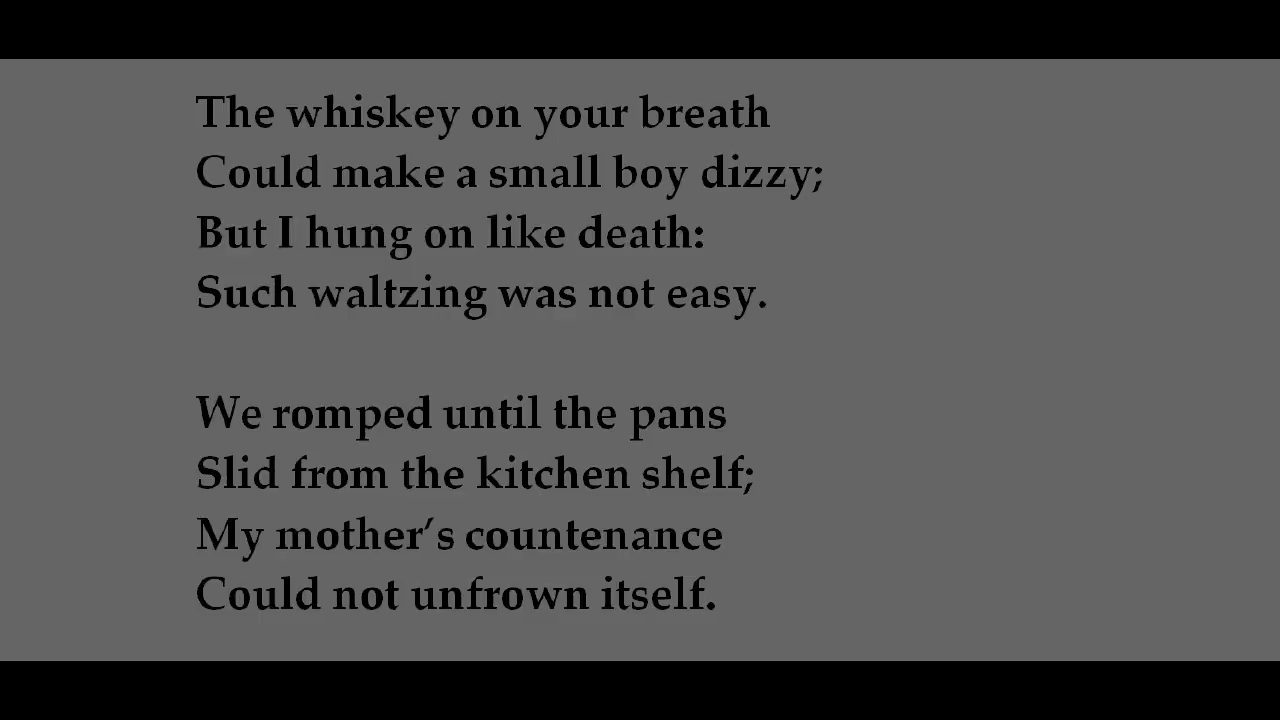 The whiskey on your breath
Could make a small boy dizzy;
But I hung on like death:
Such waltzing was not easy.

We romped until the pans
Slid from the kitchen shelf;
My mother’s countenance
Could not unfrown itself.